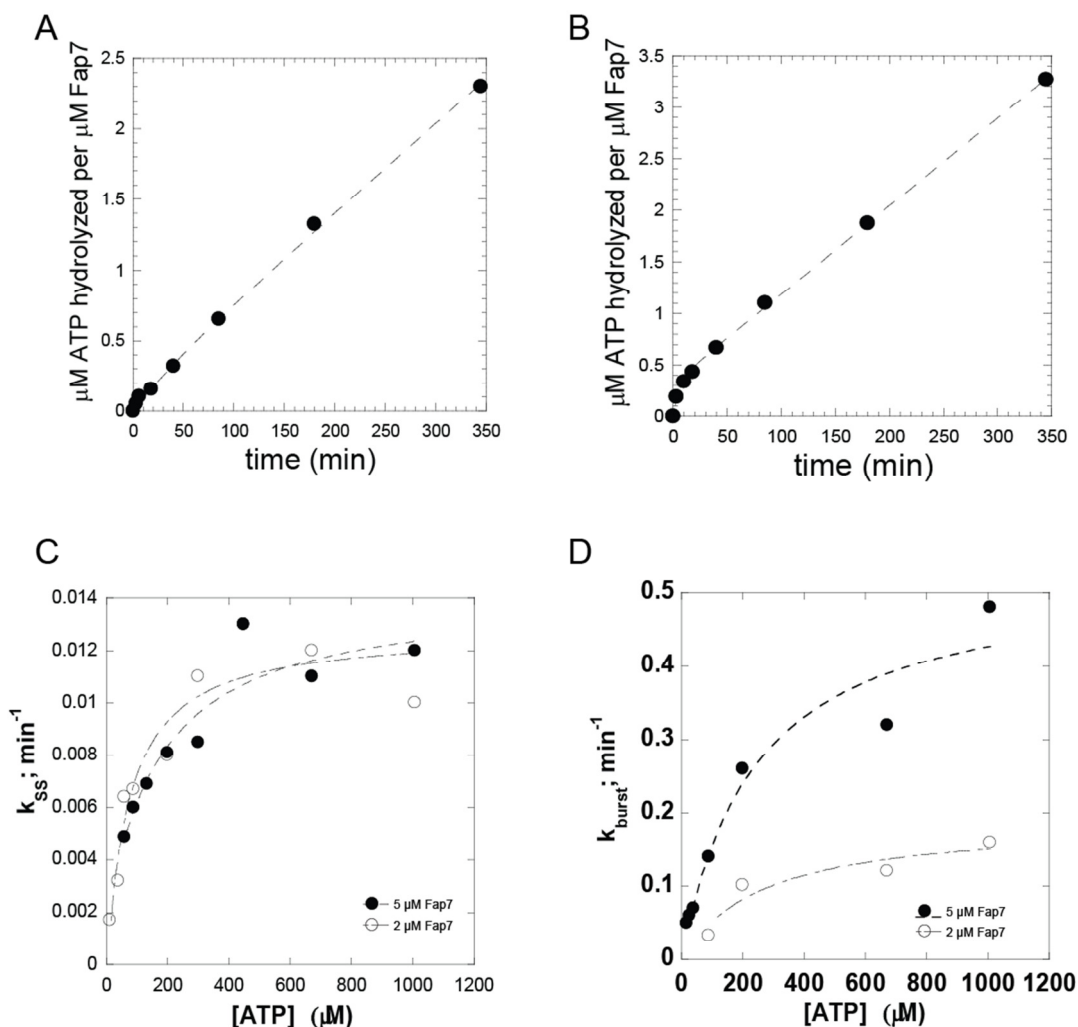 A
μM ATP hydrolyzed per μM Fap7
2.5
2
1.5
1
0.5
0
0 50 100 150 200 250 300 350
time (min)
B
μM ATP hydrolyzed per μM Fap7
3.5
3
2.5
2
1.5
1
0.5
0
0 50 100 150 200 250 300 350
time (min)
C
k_ss; min⁻¹
0.014
0.012
0.01
0.008
0.006
0.004
0.002
0
5 μM Fap7
2 μM Fap7
0 200 400 600 800 1000 1200
[ATP] (μM)
D
k_burst; min⁻¹
0.5
0.4
0.3
0.2
0.1
0
5 μM Fap7
2 μM Fap7
0 200 400 600 800 1000 1200
[ATP] (μM)